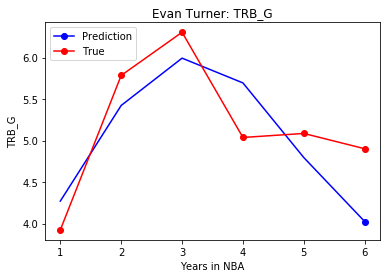 Evan Turner: TRB_G
Prediction
True
6.0
5.5
5.0
4.5
4.0
TRB_G
1 2 3 4 5 6
Years in NBA